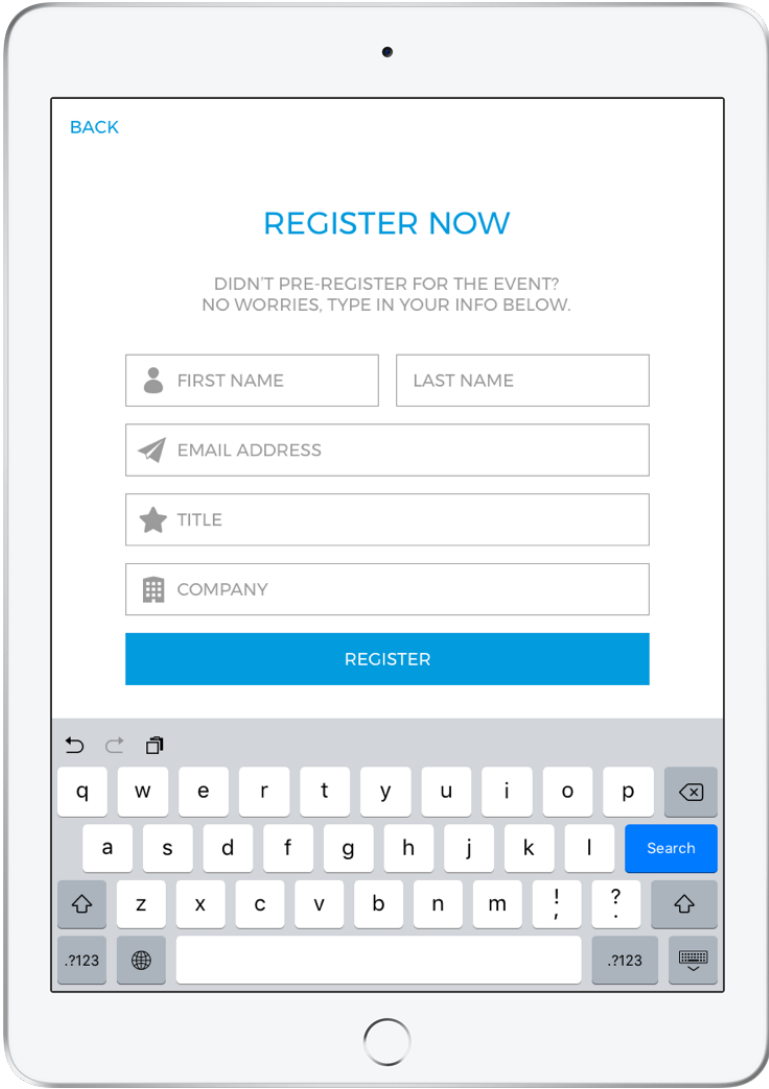 BACK
REGISTER NOW
DIDN'T PRE-REGISTER FOR THE EVENT?
NO WORRIES, TYPE IN YOUR INFO BELOW.
FIRST NAME LAST NAME
EMAIL ADDRESS
TITLE
COMPANY
REGISTER
q w e r t y u i o p
a s d f g h j k l Search
z x c v b n m ! , ? .
.?123 .?123